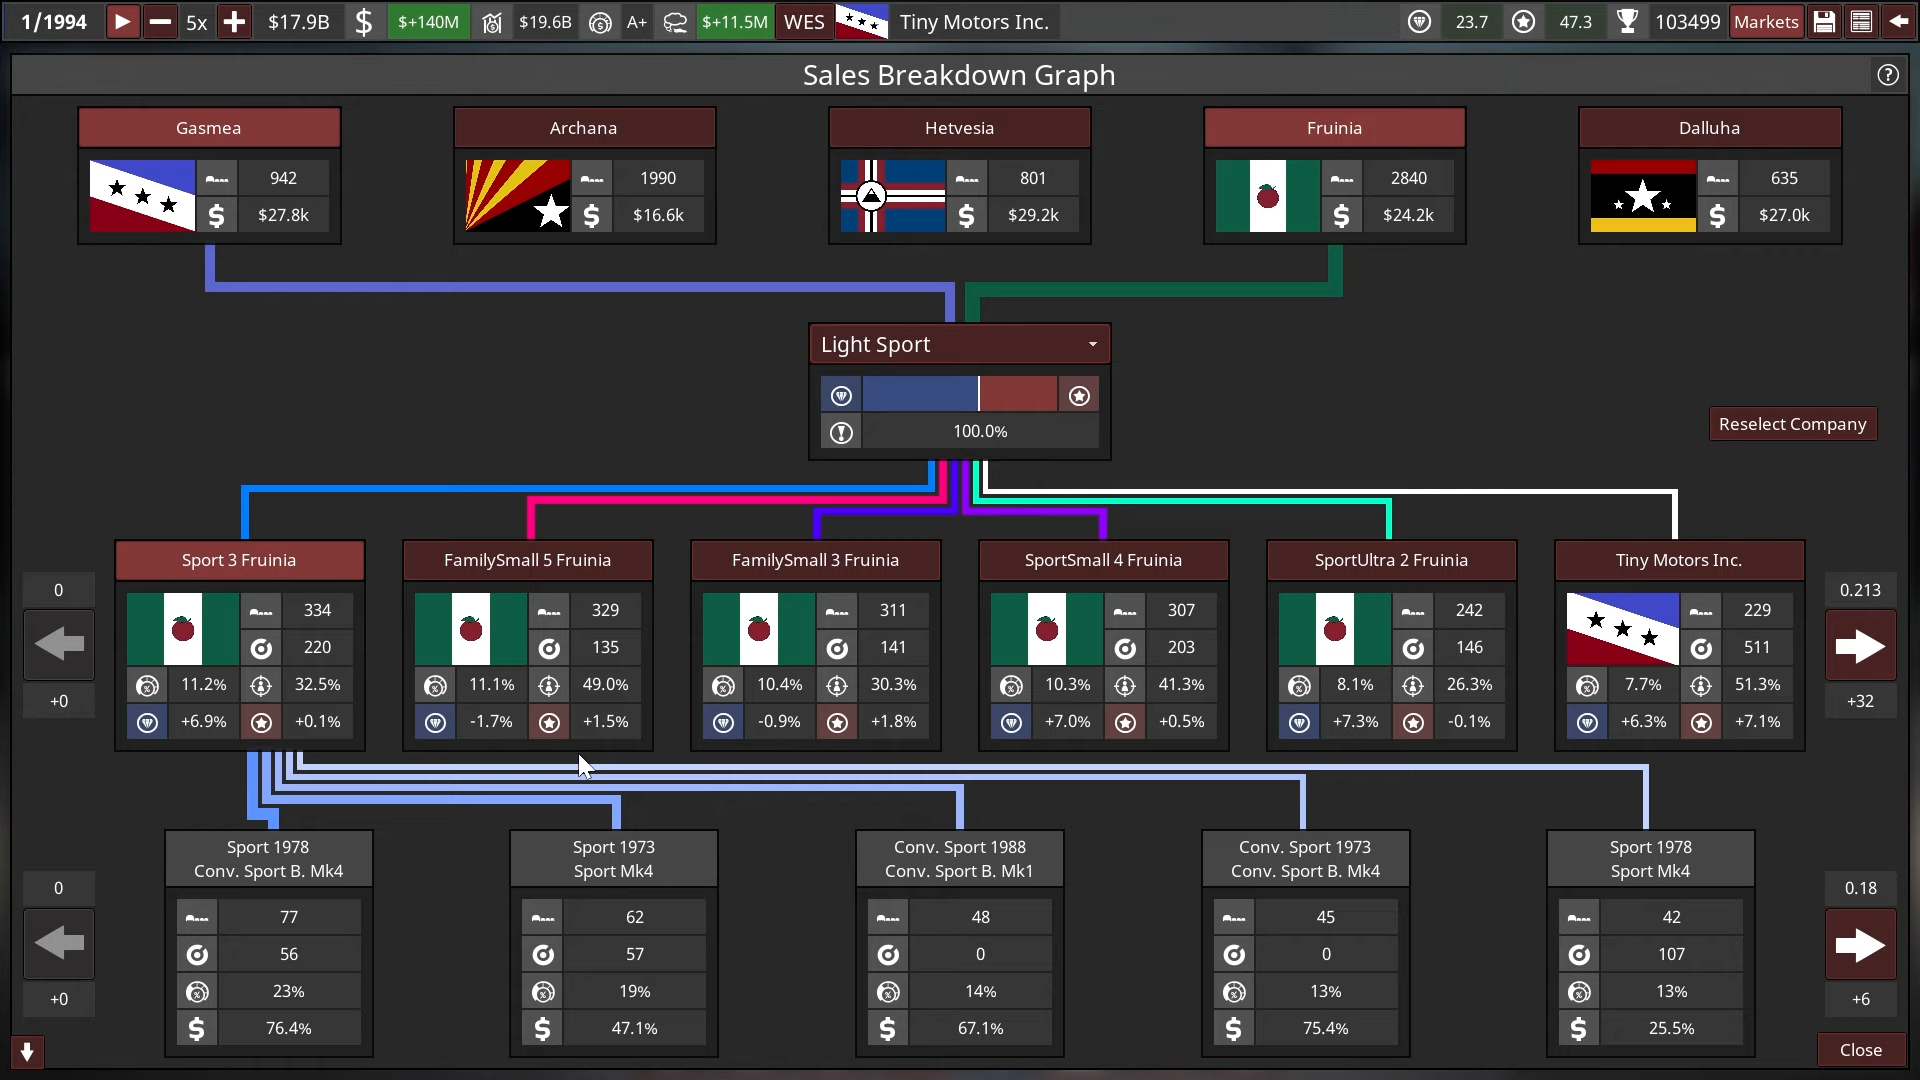 1/1994
5x
$17.9B
$+140M
$19.6B
A+
$+11.5M
WES
Tiny Motors Inc.
23.7
47.3
103499
Markets
Sales Breakdown Graph
Gasmea
942
$27.8k
Archana
1990
$16.6k
Hetvesia
801
$29.2k
Fruinia
2840
$24.2k
Dalluha
635
$27.0k
Light Sport
100.0%
Reselect Company
0
+0
Sport 3 Fruinia
334
220
11.2% 32.5%
+6.9% +0.1%
FamilySmall 5 Fruinia
329
135
11.1% 49.0%
-1.7% +1.5%
FamilySmall 3 Fruinia
311
141
10.4% 30.3%
-0.9% +1.8%
SportSmall 4 Fruinia
307
203
10.3% 41.3%
+7.0% +0.5%
SportUltra 2 Fruinia
242
146
8.1% 26.3%
+7.3% -0.1%
Tiny Motors Inc.
229
511
7.7% 51.3%
+6.3% +7.1%
0.213
+32
0
+0
Sport 1978
Conv. Sport B. Mk4
77
56
23%
76.4%
Sport 1973
Sport Mk4
62
57
19%
47.1%
Conv. Sport 1988
Conv. Sport B. Mk1
48
0
14%
67.1%
Conv. Sport 1973
Conv. Sport B. Mk4
45
0
13%
75.4%
Sport 1978
Sport Mk4
42
107
13%
25.5%
0.18
+6
Close